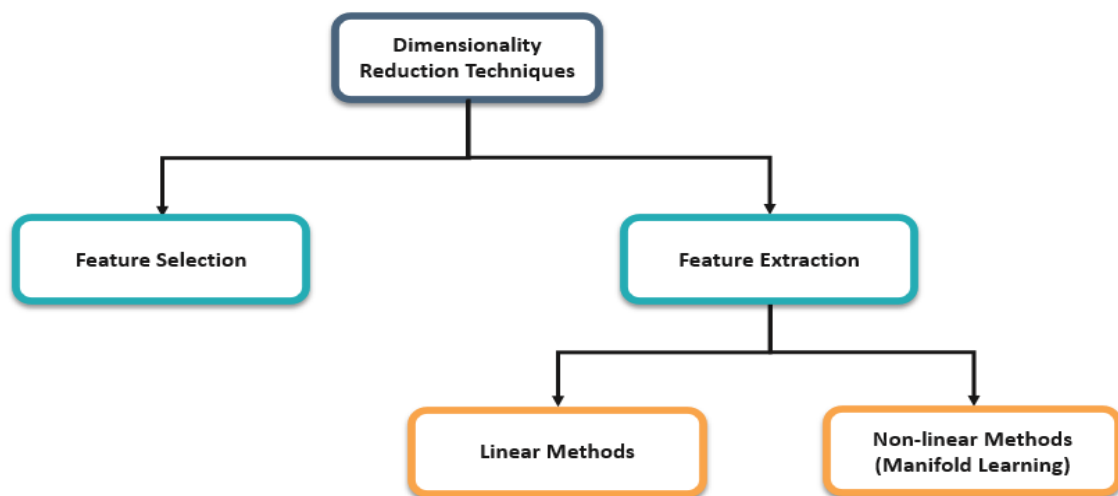 Dimensionality
Reduction Techniques
Feature Selection
Feature Extraction
Linear Methods
Non-linear Methods
(Manifold Learning)